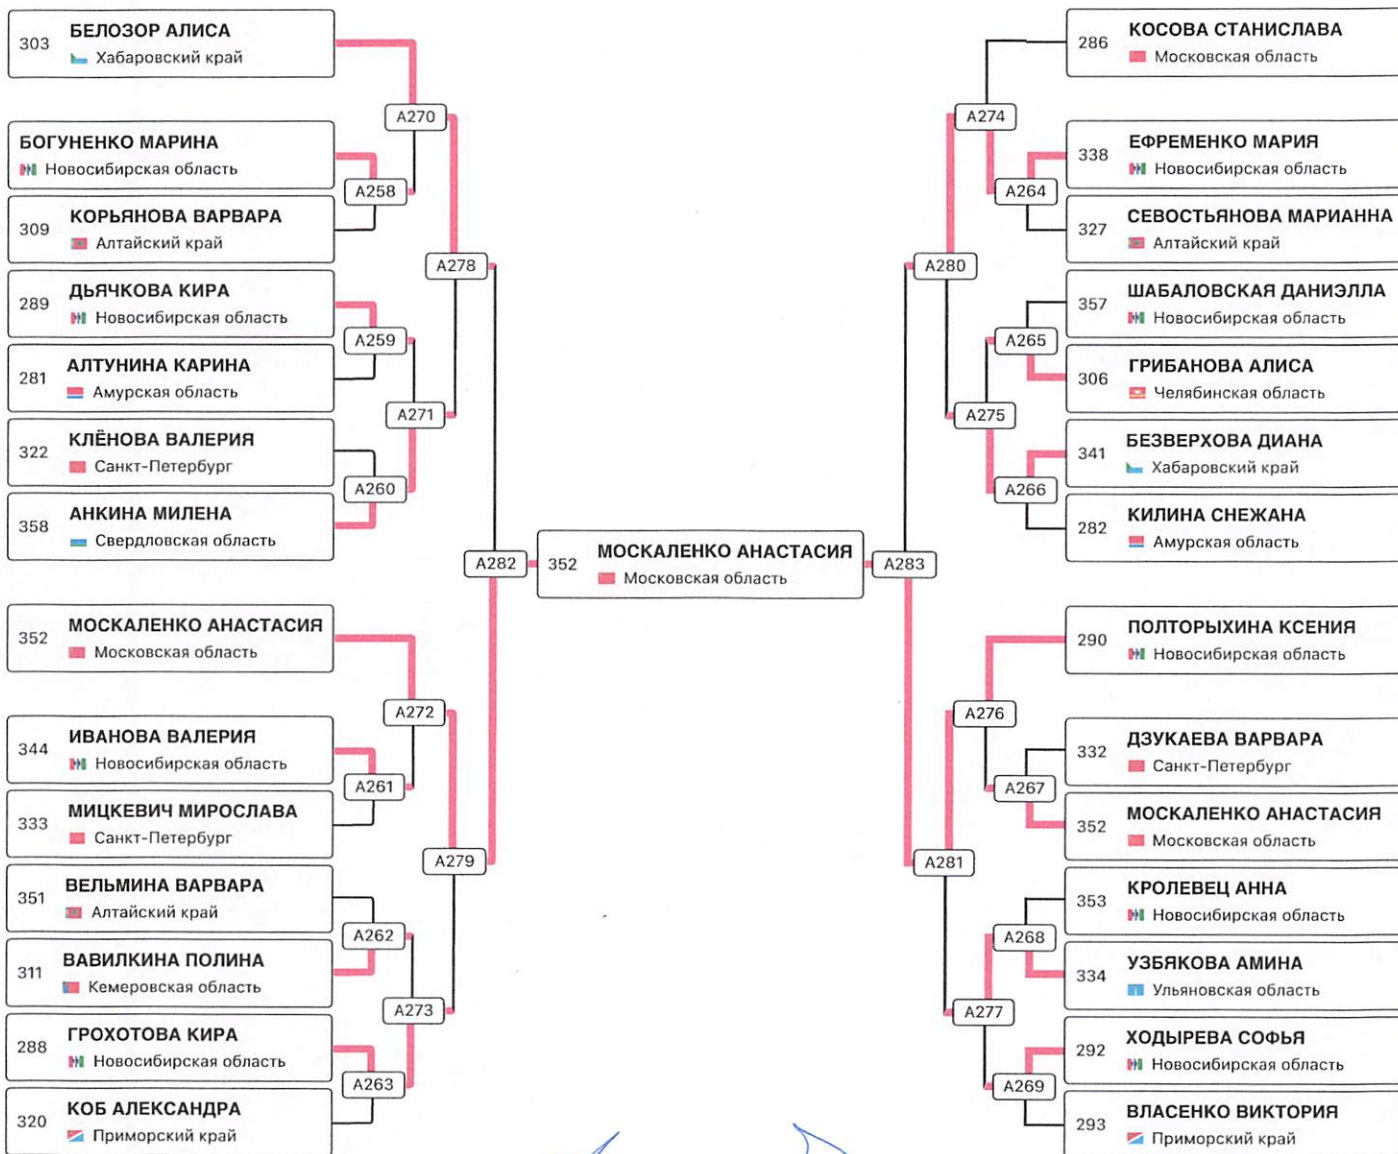 303 БЕЛОЗОР АЛИСА
Хабаровский край
БОГУНЕНКО МАРИНА
Новосибирская область
309 КОРЬЯНОВА ВАРВАРА
Алтайский край
289 ДЬЯЧКОВА КИРА
Новосибирская область
281 АЛТУНИНА КАРИНА
Амурская область
322 КЛЁНОВА ВАЛЕРИЯ
Санкт-Петербург
358 АНКИНА МИЛЕНА
Свердловская область
352 МОСКАЛЕНКО АНАСТАСИЯ
Московская область
344 ИВАНОВА ВАЛЕРИЯ
Новосибирская область
333 МИЦКЕВИЧ МИРОСЛАВА
Санкт-Петербург
351 ВЕЛЬМИНА ВАРВАРА
Алтайский край
311 ВАВИЛКИНА ПОЛИНА
Кемеровская область
288 ГРОХОТОВА КИРА
Новосибирская область
320 КОБ АЛЕКСАНДРА
Приморский край
A270
A258
A278
A259
A271
A260
A282
A272
A261
A279
A262
A273
A263
352 МОСКАЛЕНКО АНАСТАСИЯ
Московская область
A274
A264
A280
A265
A275
A266
A283
A276
A267
A281
A268
A277
A269
286 КОСОВА СТАНИСЛАВА
Московская область
338 ЕФРЕМЕНКО МАРИЯ
Новосибирская область
327 СЕВОСТЬЯНОВА МАРИАННА
Алтайский край
357 ШАБАЛОВСКАЯ ДАНИЭЛЛА
Новосибирская область
306 ГРИБАНОВА АЛИСА
Челябинская область
341 БЕЗВЕРХОВА ДИАНА
Хабаровский край
282 КИЛИНА СНЕЖАНА
Амурская область
290 ПОЛТОРЫХИНА КСЕНИЯ
Новосибирская область
332 ДЗУКАЕВА ВАРВАРА
Санкт-Петербург
352 МОСКАЛЕНКО АНАСТАСИЯ
Московская область
353 КРОЛЕВЕЦ АННА
Новосибирская область
334 УЗБЯКОВА АМИНА
Ульяновская область
292 ХОДЫРЕВА СОФЬЯ
Новосибирская область
293 ВЛАСЕНКО ВИКТОРИЯ
Приморский край